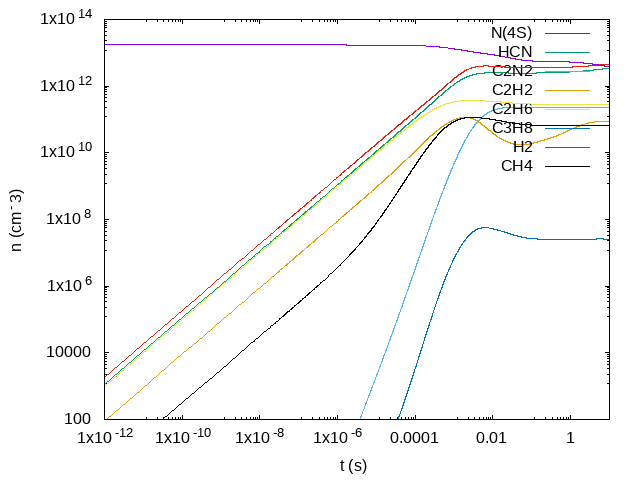 1x10 14
1x10 12
1x10 10
1x10 8
1x10 6
10000
100
n (cm⁻3)
N(4S)
HCN
C2N2
C2H2
C2H6
C3H8
H2
CH4
1x10 -12
1x10 -10
1x10 -8
1x10 -6
0.0001
0.01
1
t (s)